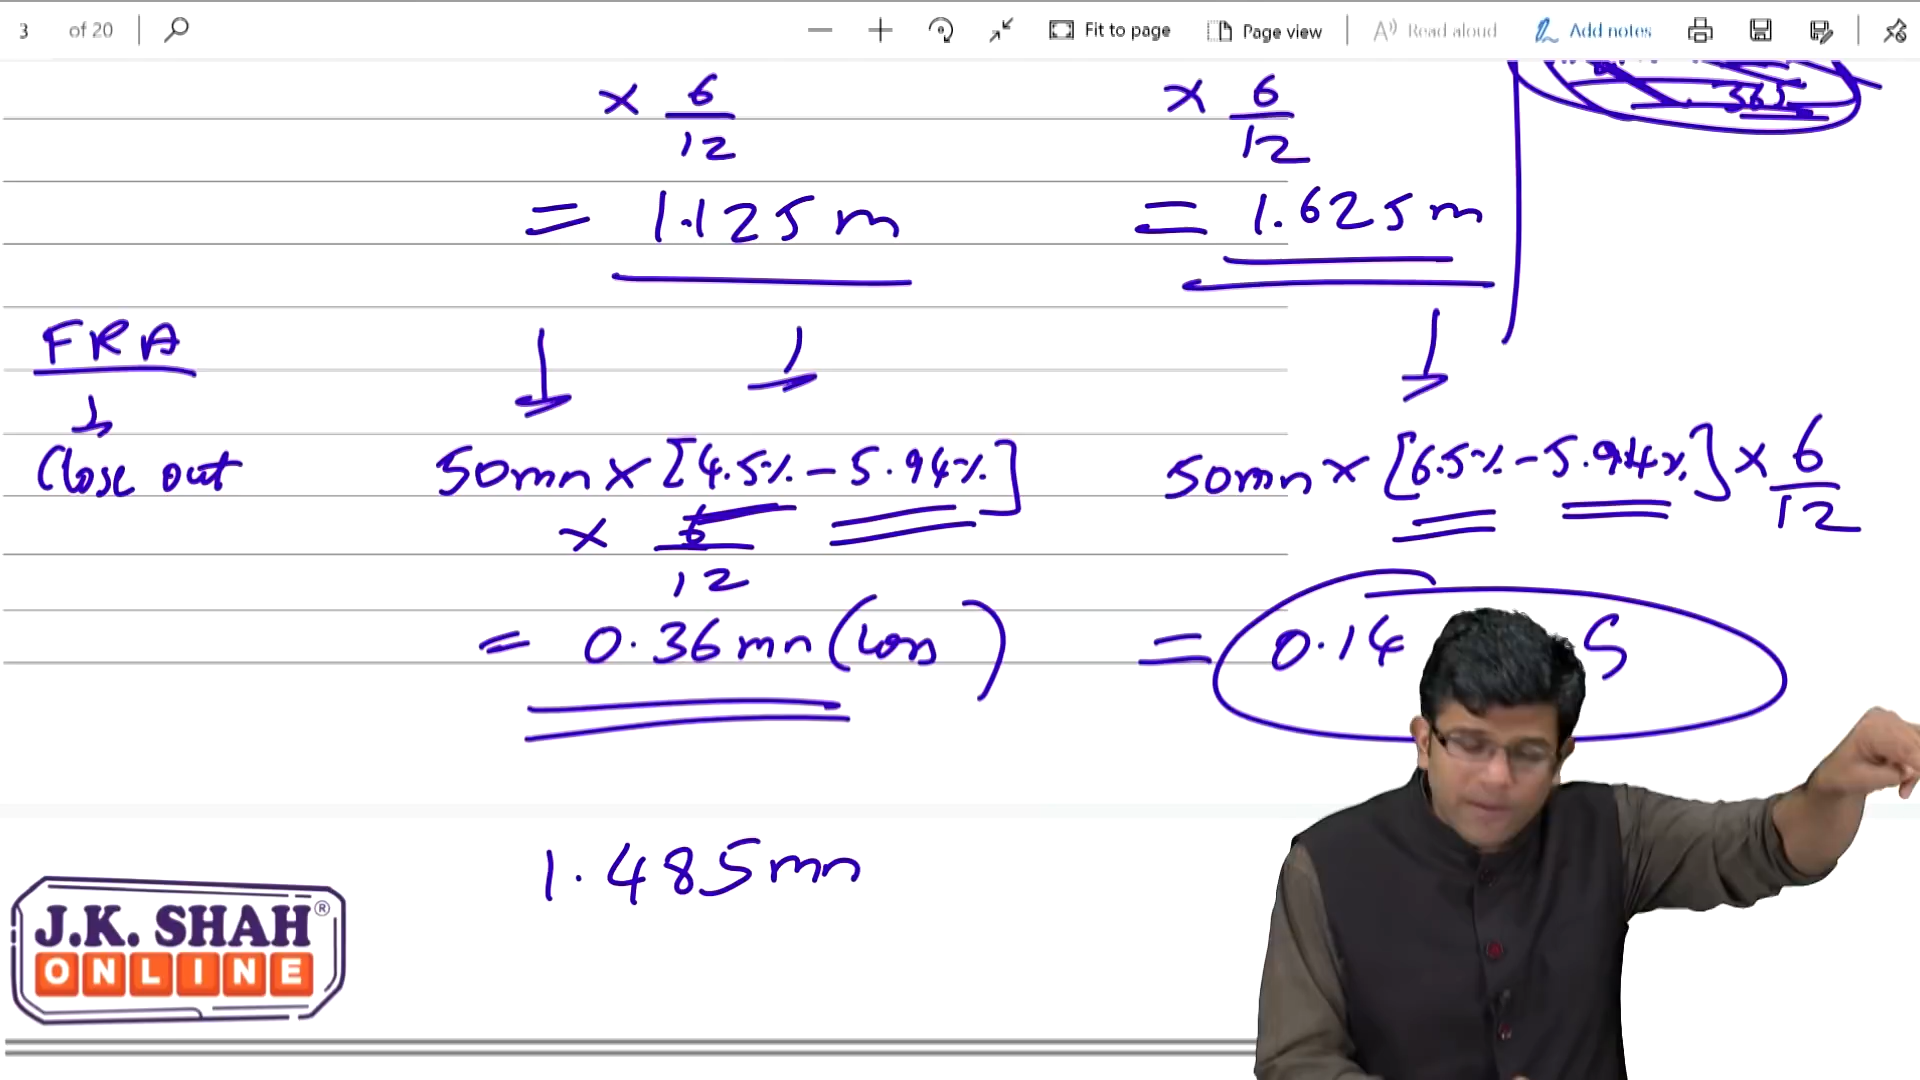 3 of 20 Fit to page Page view Read aloud Add notes
× 6/12 × 6/12
365
= 1.125 m = 1.625 m
FRA
Close out 50mn × [4.5% - 5.94%] 50mn × [6.5% - 5.94%] × 6/12
× 6/12
= 0.36 mn (Loss) = 0.14 S
1.485 mn
J.K. SHAH®
ONLINE